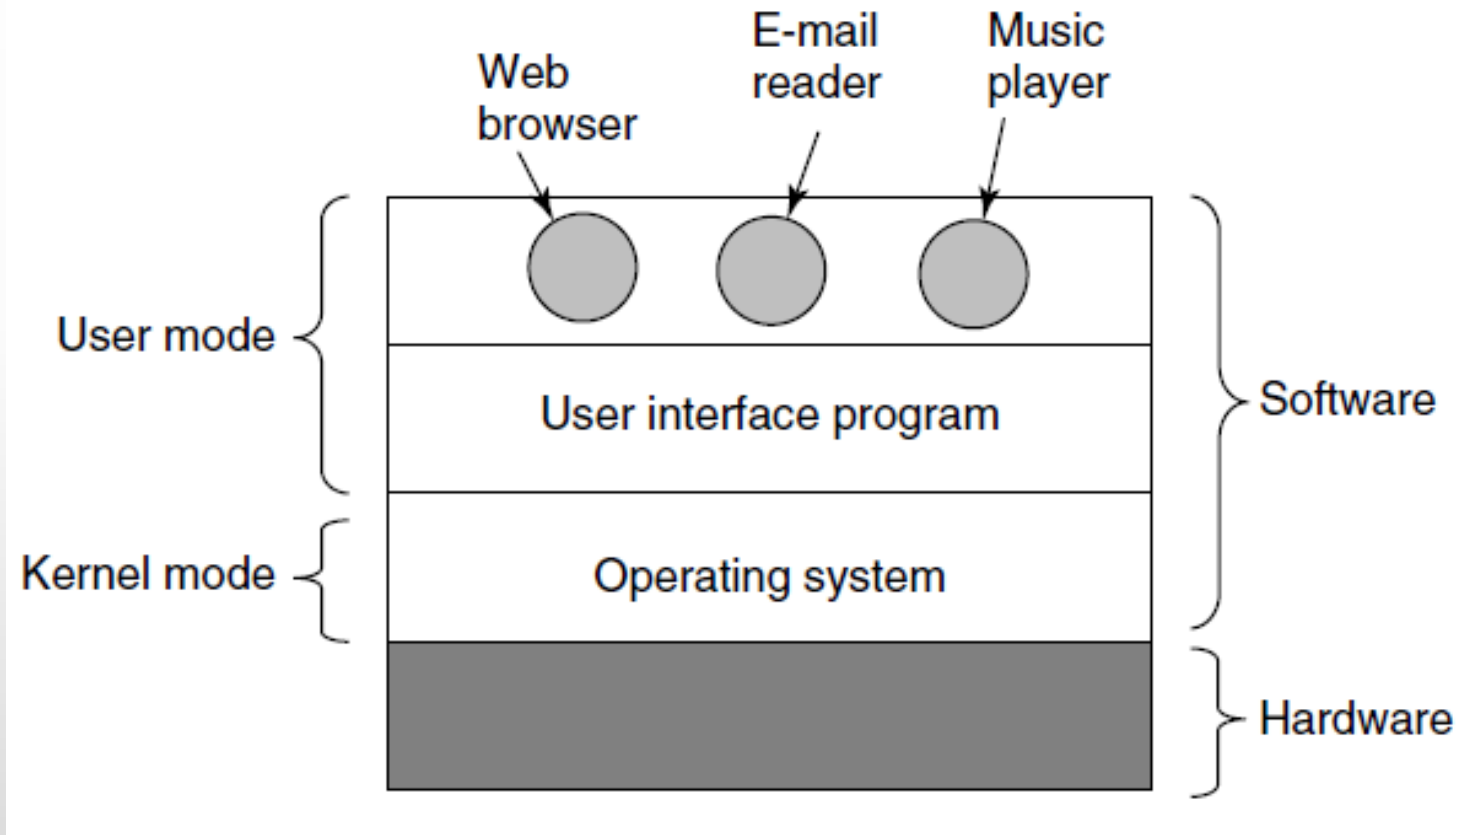 Web
browser
E-mail
reader
Music
player
User mode
User interface program
Software
Kernel mode
Operating system
Hardware